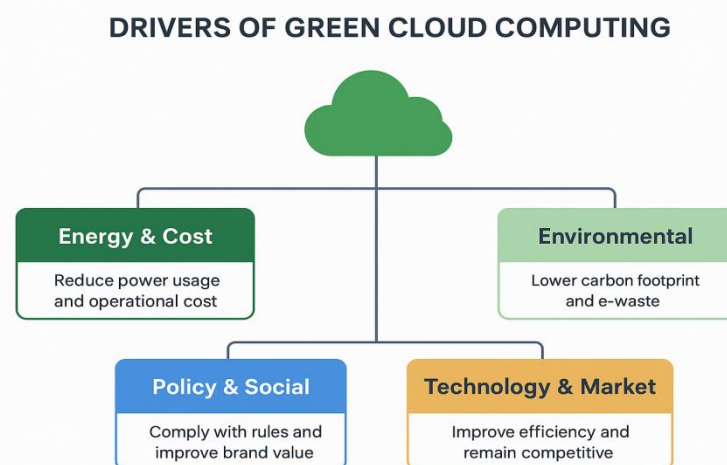 DRIVERS OF GREEN CLOUD COMPUTING
Energy & Cost
Reduce power usage
and operational cost
Environmental
Lower carbon footprint
and e-waste
Policy & Social
Comply with rules and
improve brand value
Technology & Market
Improve efficiency and
remain competitive